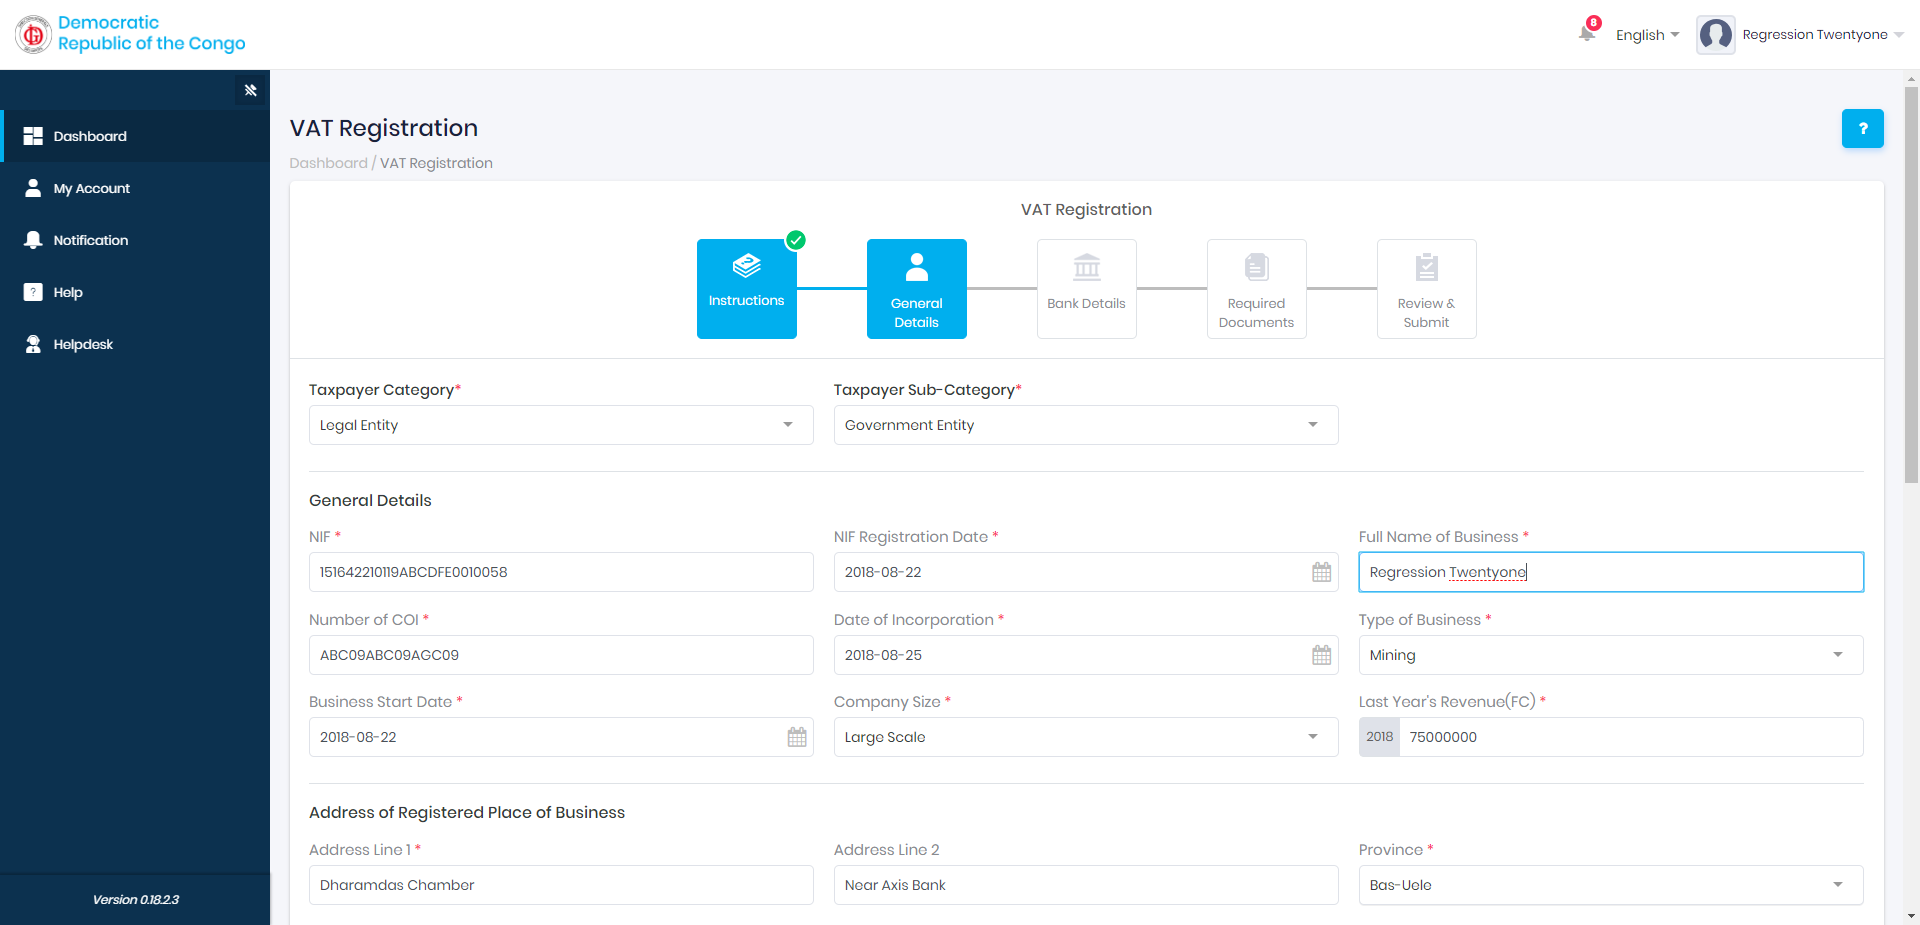 Democratic
Republic of the Congo
8
English
Regression Twentyone
Dashboard
My Account
Notification
? Help
Helpdesk
Version 0.18.2.3
VAT Registration
?
Dashboard / VAT Registration
VAT Registration
Instructions
General
Details
Bank Details
Required
Documents
Review &
Submit
Taxpayer Category*
Taxpayer Sub-Category*
Legal Entity
Government Entity
General Details
NIF *
NIF Registration Date *
Full Name of Business *
151642210119ABCDFE0010058
2018-08-22
Regression Twentyone
Number of COI *
Date of Incorporation *
Type of Business *
ABC09ABC09AGC09
2018-08-25
Mining
Business Start Date *
Company Size *
Last Year's Revenue(FC) *
2018-08-22
Large Scale
2018 75000000
Address of Registered Place of Business
Address Line 1 *
Address Line 2
Province *
Dharamdas Chamber
Near Axis Bank
Bas-Uele